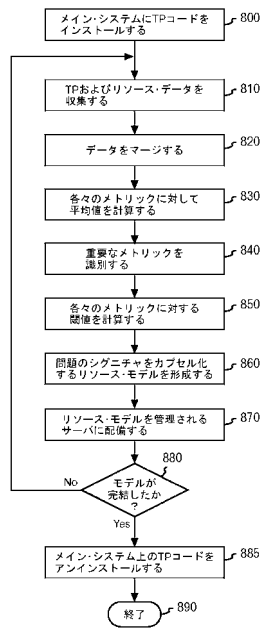 メイン・システムにTPコードを
インストールする
800
TPおよびリソース・データを
収集する
810
データをマージする
820
各々のメトリックに対して
平均値を計算する
830
重要なメトリックを
識別する
840
各々のメトリックに対する
閾値を計算する
850
問題のシグニチャをカプセル化
するリソース・モデルを形成する
860
リソース・モデルを管理される
サーバに配備する
870
880
モデルが
完結したか
?
No
Yes
メイン・システム上のTPコードを
アンインストールする
885
終了
890